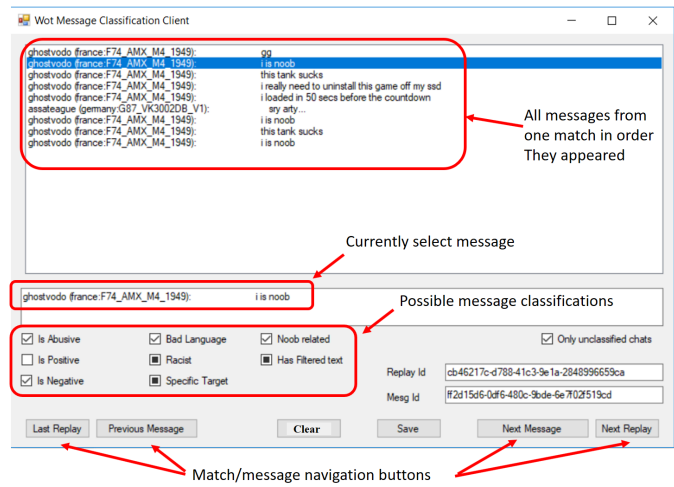 Wot Message Classification Client
ghostvodo (france:F74_AMX_M4_1949): gg
ghostvodo (france:F74_AMX_M4_1949): i is noob
ghostvodo (france:F74_AMX_M4_1949): this tank sucks
ghostvodo (france:F74_AMX_M4_1949): i really need to uninstall this game off my ssd
ghostvodo (france:F74_AMX_M4_1949): i loaded in 50 secs before the countdown
assateague (germany:G87_VK3002DB_V1): sry arty...
ghostvodo (france:F74_AMX_M4_1949): i is noob
ghostvodo (france:F74_AMX_M4_1949): this tank sucks
ghostvodo (france:F74_AMX_M4_1949): i is noob
All messages from
one match in order
They appeared
Currently select message
ghostvodo (france:F74_AMX_M4_1949): i is noob
Possible message classifications
Is Abusive Bad Language Noob related Only unclassified chats
Is Positive Racist Has Filtered text
Is Negative Specific Target
Replay Id cb46217c-d788-41c3-9e1a-2848996659ca
Mesg Id ff2d15d6-0df6-480c-9bde-6e7f02f519cd
Last Replay Previous Message Clear Save Next Message Next Replay
Match/message navigation buttons